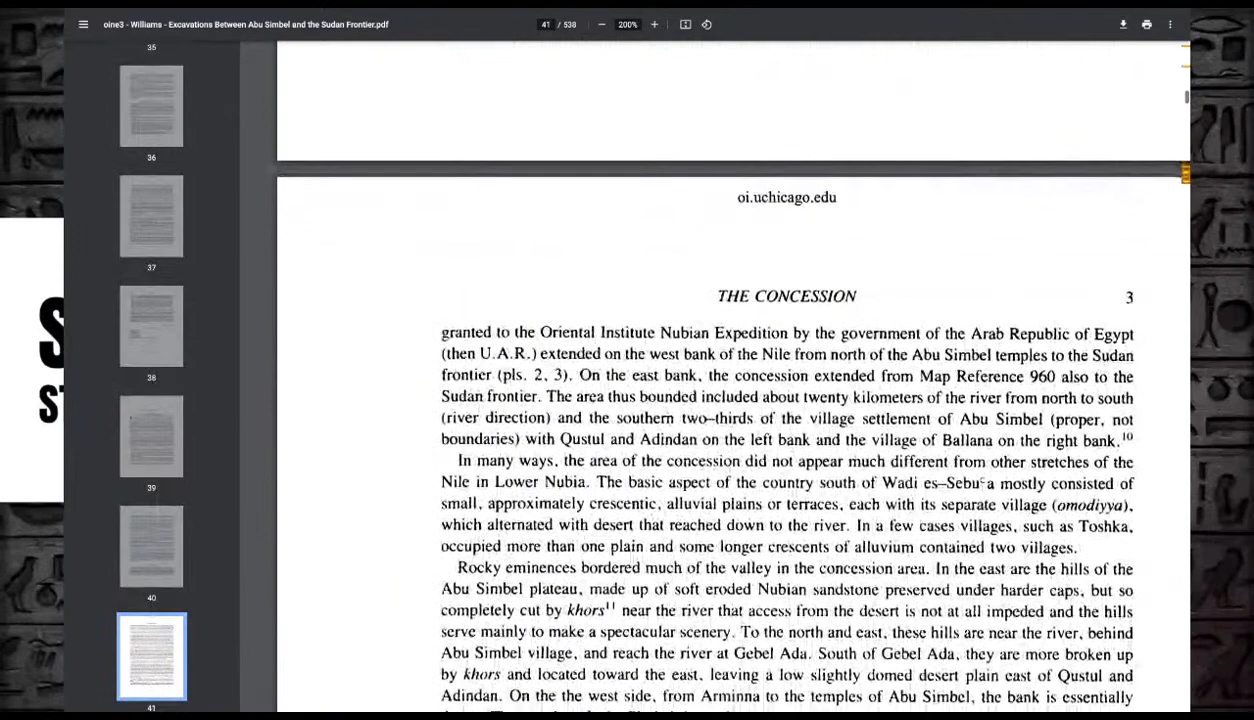 oine3 - Williams - Excavations Between Abu Simbel and the Sudan Frontier.pdf
41 / 538
200%
35
36
37
38
39
40
41
oi.uchicago.edu
THE CONCESSION 3
granted to the Oriental Institute Nubian Expedition by the government of the Arab Republic of Egypt
(then U.A.R.) extended on the west bank of the Nile from north of the Abu Simbel temples to the Sudan
frontier (pls. 2, 3). On the east bank, the concession extended from Map Reference 960 also to the
Sudan frontier. The area thus bounded included about twenty kilometers of the river from north to south
(river direction) and the southern two–thirds of the village settlement of Abu Simbel (proper, not
boundaries) with Qustul and Adindan on the left bank and the village of Ballana on the right bank.¹⁰
In many ways, the area of the concession did not appear much different from other stretches of the
Nile in Lower Nubia. The basic aspect of the country south of Wadi es–Sebuᶜa mostly consisted of
small, approximately crescentic, alluvial plains or terraces, each with its separate village (omodiyya),
which alternated with desert that reached down to the river. In a few cases villages, such as Toshka,
occupied more than one plain and some longer crescents of alluvium contained two villages.
Rocky eminences bordered much of the valley in the concession area. In the east are the hills of the
Abu Simbel plateau, made up of soft eroded Nubian sandstone preserved under harder caps, but so
completely cut by khors¹¹ near the river that access from the desert is not at all impeded and the hills
serve mainly to make a spectacular scenery. To the north and east, these hills are near the river, behind
Abu Simbel village, and reach the river at Gebel Ada. South of Gebel Ada, they are more broken up
by khors and located toward the east, leaving a low slightly domed desert plain east of Qustul and
Adindan. On the the west side, from Arminna to the temples of Abu Simbel, the bank is essentially